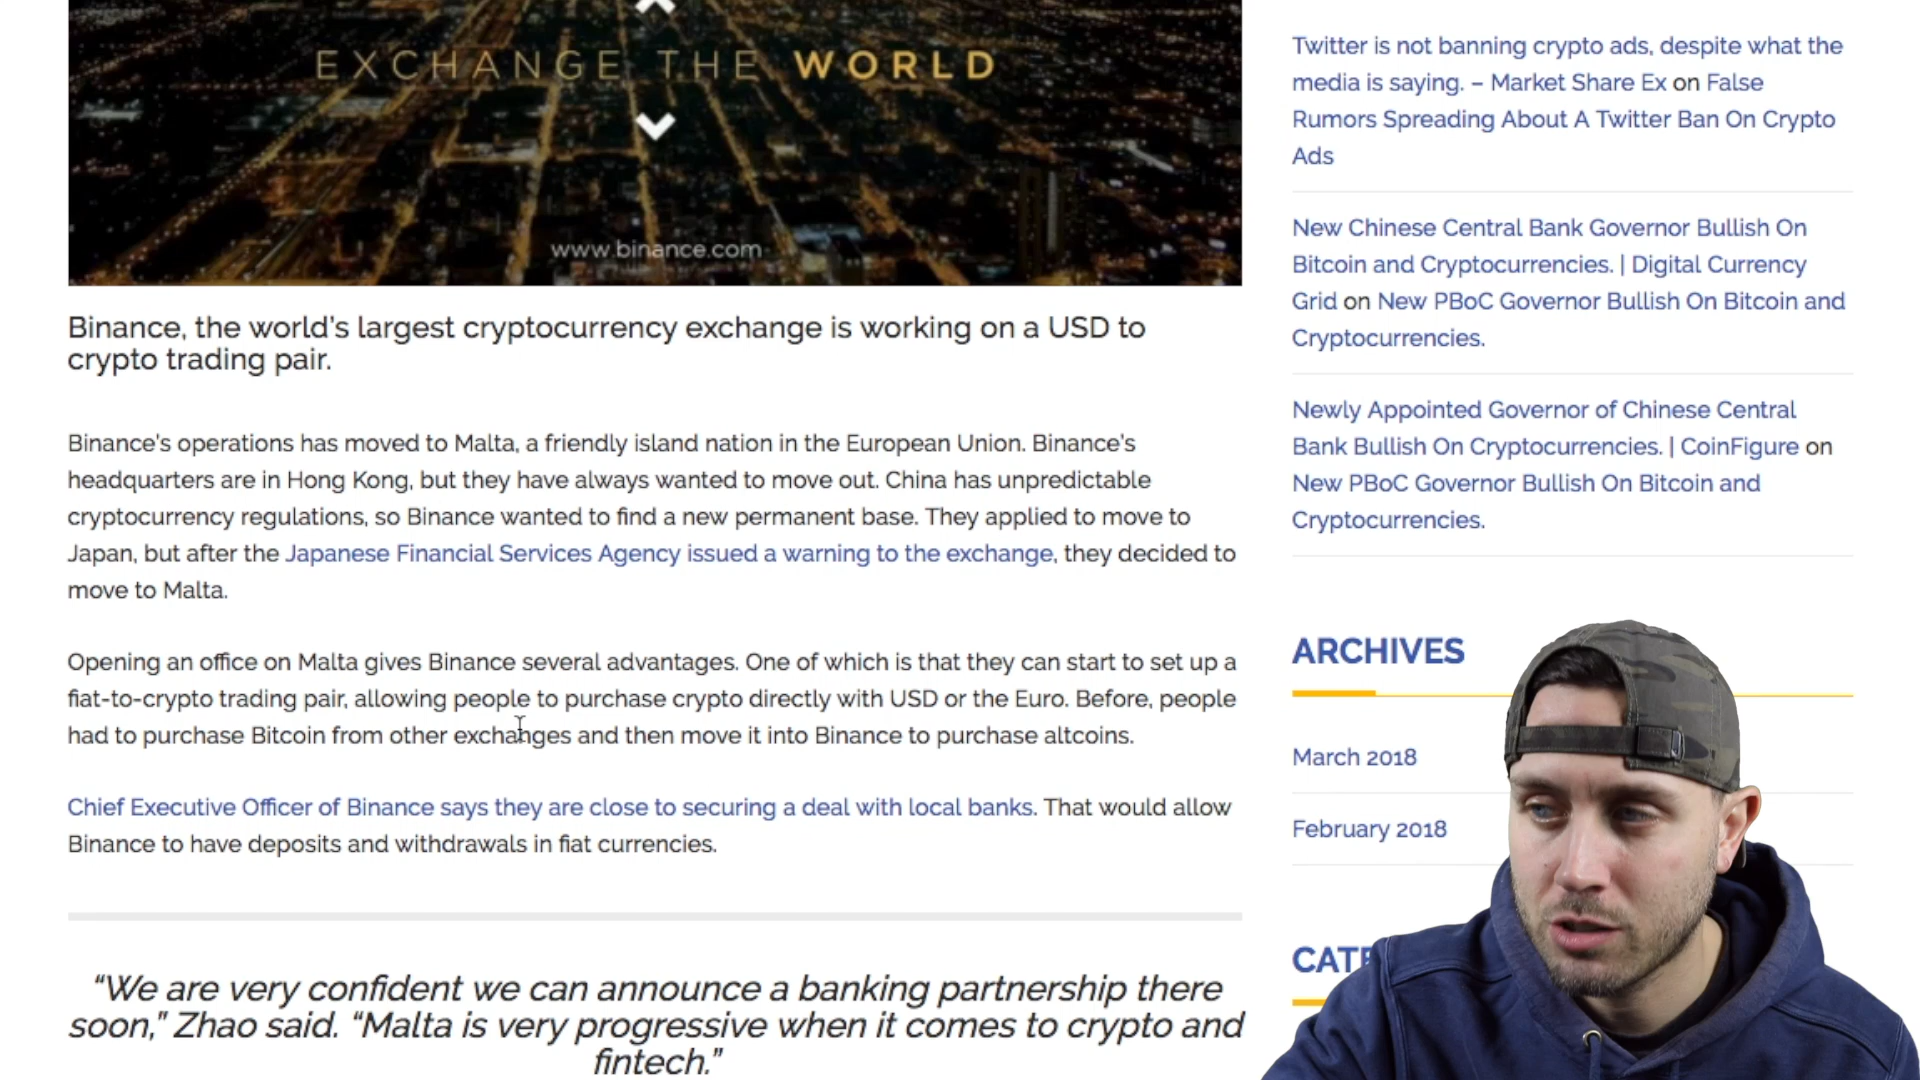 EXCHANGE THE WORLD
www.binance.com
Binance, the world's largest cryptocurrency exchange is working on a USD to
crypto trading pair.
Binance's operations has moved to Malta, a friendly island nation in the European Union. Binance's
headquarters are in Hong Kong, but they have always wanted to move out. China has unpredictable
cryptocurrency regulations, so Binance wanted to find a new permanent base. They applied to move to
Japan, but after the Japanese Financial Services Agency issued a warning to the exchange, they decided to
move to Malta.
Opening an office on Malta gives Binance several advantages. One of which is that they can start to set up a
fiat-to-crypto trading pair, allowing people to purchase crypto directly with USD or the Euro. Before, people
had to purchase Bitcoin from other exchanges and then move it into Binance to purchase altcoins.
Chief Executive Officer of Binance says they are close to securing a deal with local banks. That would allow
Binance to have deposits and withdrawals in fiat currencies.
“We are very confident we can announce a banking partnership there
soon,” Zhao said. “Malta is very progressive when it comes to crypto and
fintech.”
Twitter is not banning crypto ads, despite what the
media is saying. – Market Share Ex on False
Rumors Spreading About A Twitter Ban On Crypto
Ads
New Chinese Central Bank Governor Bullish On
Bitcoin and Cryptocurrencies. | Digital Currency
Grid on New PBoC Governor Bullish On Bitcoin and
Cryptocurrencies.
Newly Appointed Governor of Chinese Central
Bank Bullish On Cryptocurrencies. | CoinFigure on
New PBoC Governor Bullish On Bitcoin and
Cryptocurrencies.
ARCHIVES
March 2018
February 2018
CATE